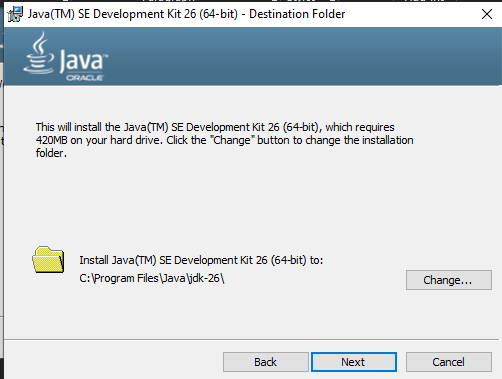 Java(TM) SE Development Kit 26 (64-bit) - Destination Folder
Java™
ORACLE
This will install the Java(TM) SE Development Kit 26 (64-bit), which requires
420MB on your hard drive. Click the "Change" button to change the installation
folder.
Install Java(TM) SE Development Kit 26 (64-bit) to:
C:\Program Files\Java\jdk-26\
Change...
Back
Next
Cancel